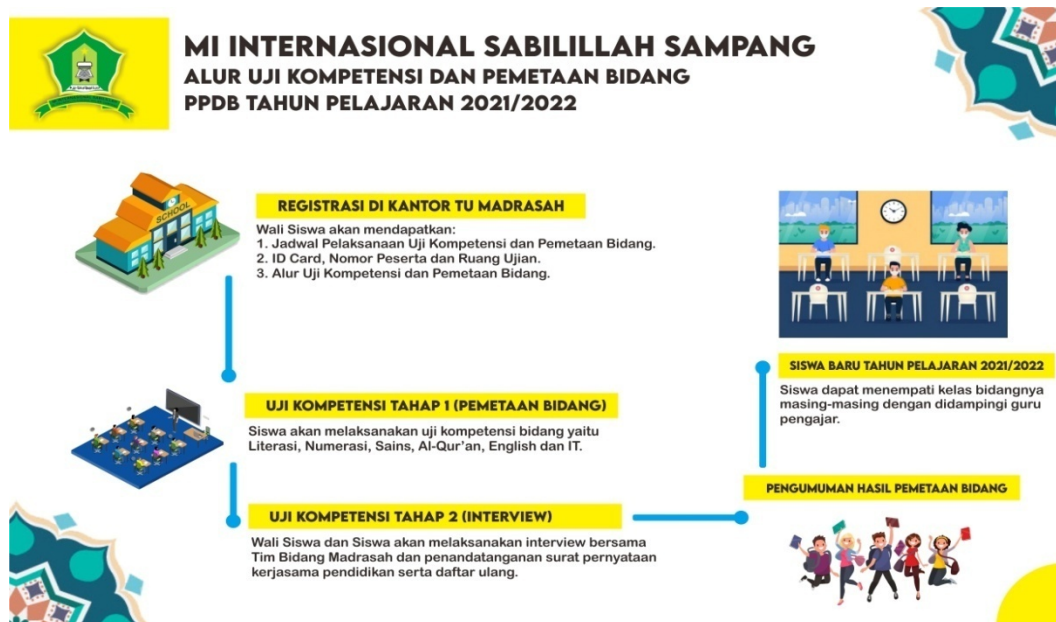 MI INTERNASIONAL SABILILLAH SAMPANG
ALUR UJI KOMPETENSI DAN PEMETAAN BIDANG
PPDB TAHUN PELAJARAN 2021/2022
SCHOOL
REGISTRASI DI KANTOR TU MADRASAH
Wali Siswa akan mendapatkan:
1. Jadwal Pelaksanaan Uji Kompetensi dan Pemetaan Bidang.
2. ID Card, Nomor Peserta dan Ruang Ujian.
3. Alur Uji Kompetensi dan Pemetaan Bidang.
UJI KOMPETENSI TAHAP 1 (PEMETAAN BIDANG)
Siswa akan melaksanakan uji kompetensi bidang yaitu
Literasi, Numerasi, Sains, Al-Qur'an, English dan IT.
UJI KOMPETENSI TAHAP 2 (INTERVIEW)
Wali Siswa dan Siswa akan melaksanakan interview bersama
Tim Bidang Madrasah dan penandatanganan surat pernyataan
kerjasama pendidikan serta daftar ulang.
PENGUMUMAN HASIL PEMETAAN BIDANG
SISWA BARU TAHUN PELAJARAN 2021/2022
Siswa dapat menempati kelas bidangnya
masing-masing dengan didampingi guru
pengajar.